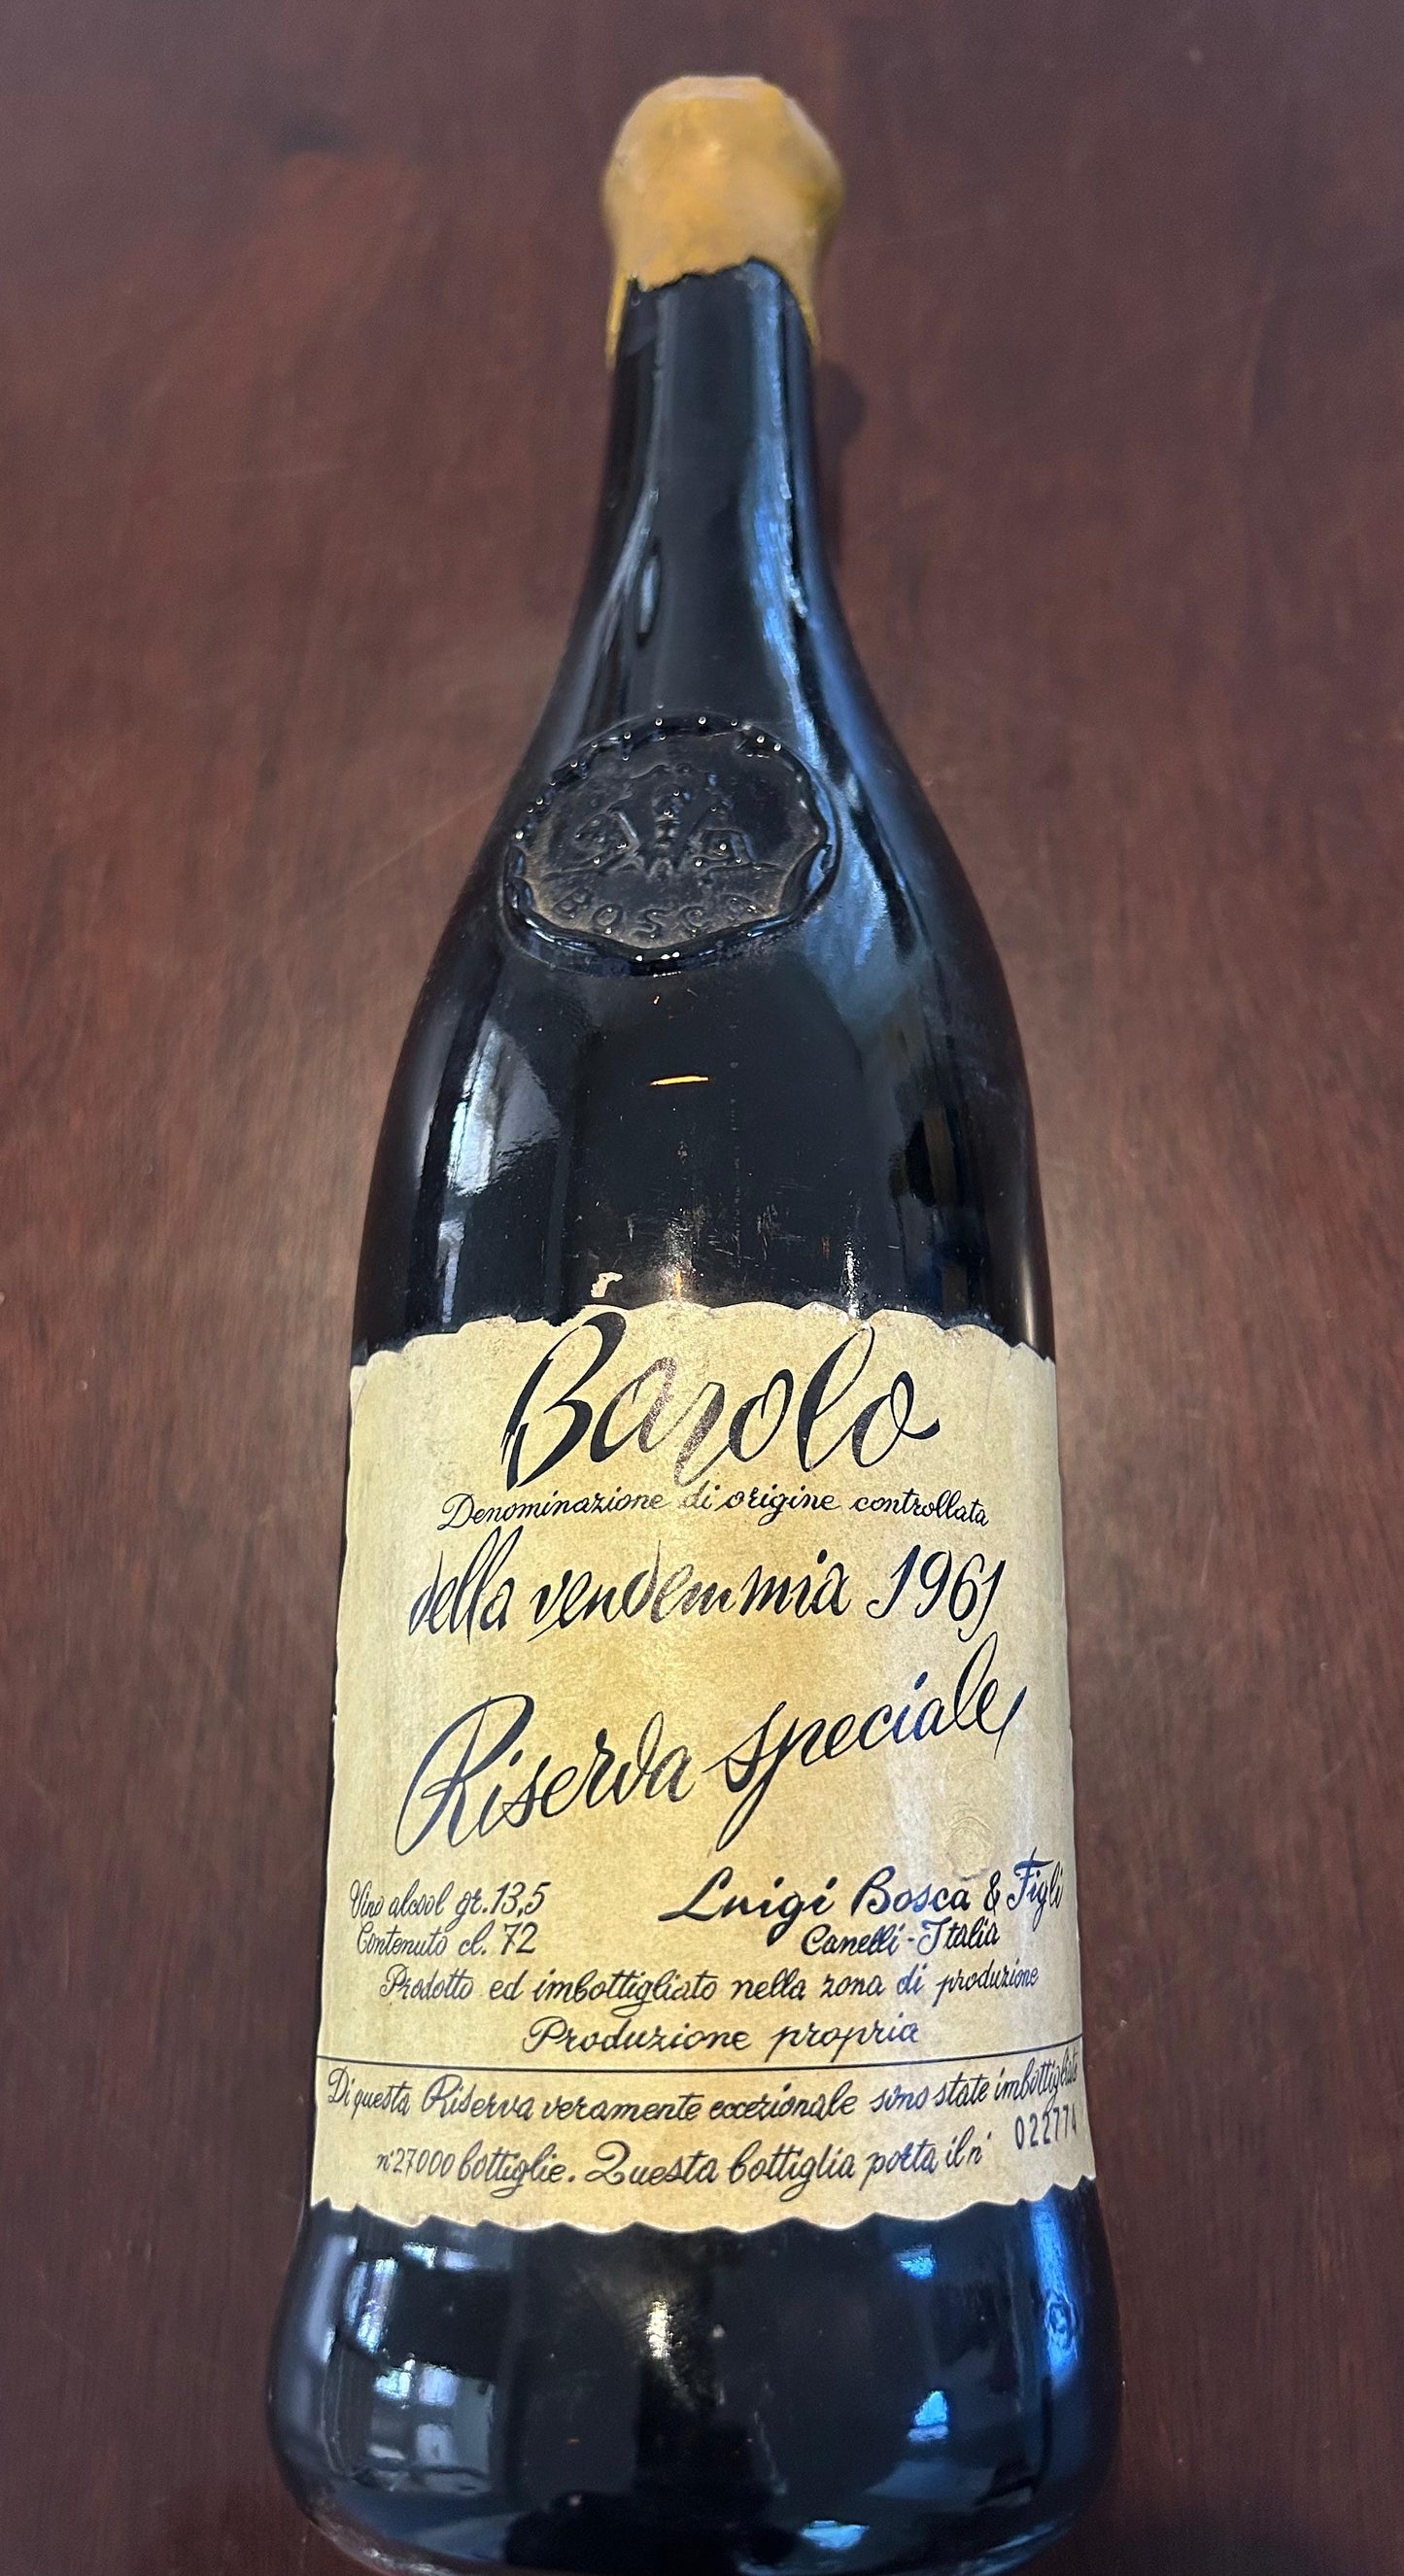 BOSCA
Barolo
Denominazione di origine controllata
della vendemmia 1961
Riserva speciale
Vino alcool gr. 13,5
Contenuto cl. 72
Luigi Bosca & Figli
Canelli - Italia
Prodotto ed imbottigliato nella zona di produzione
Produzione propria
Di questa Riserva veramente eccezionale sono state imbottigliate
n° 27000 bottiglie. Questa bottiglia porta il n° 022774